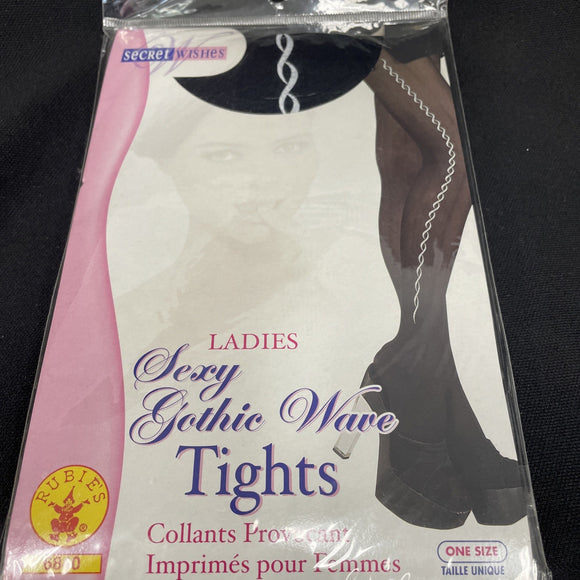 SECRET WISHES
LADIES
Sexy
Gothic Wave
Tights
RUBIE'S
Collants Provocant
Imprimés pour Femmes
ONE SIZE
TAILLE UNIQUE